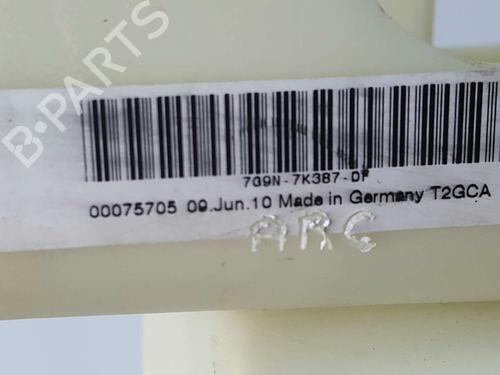 B-PARTS
7G9N-7K387-DF
00075705 09.Jun.10 Made in Germany T2GCA
ARC